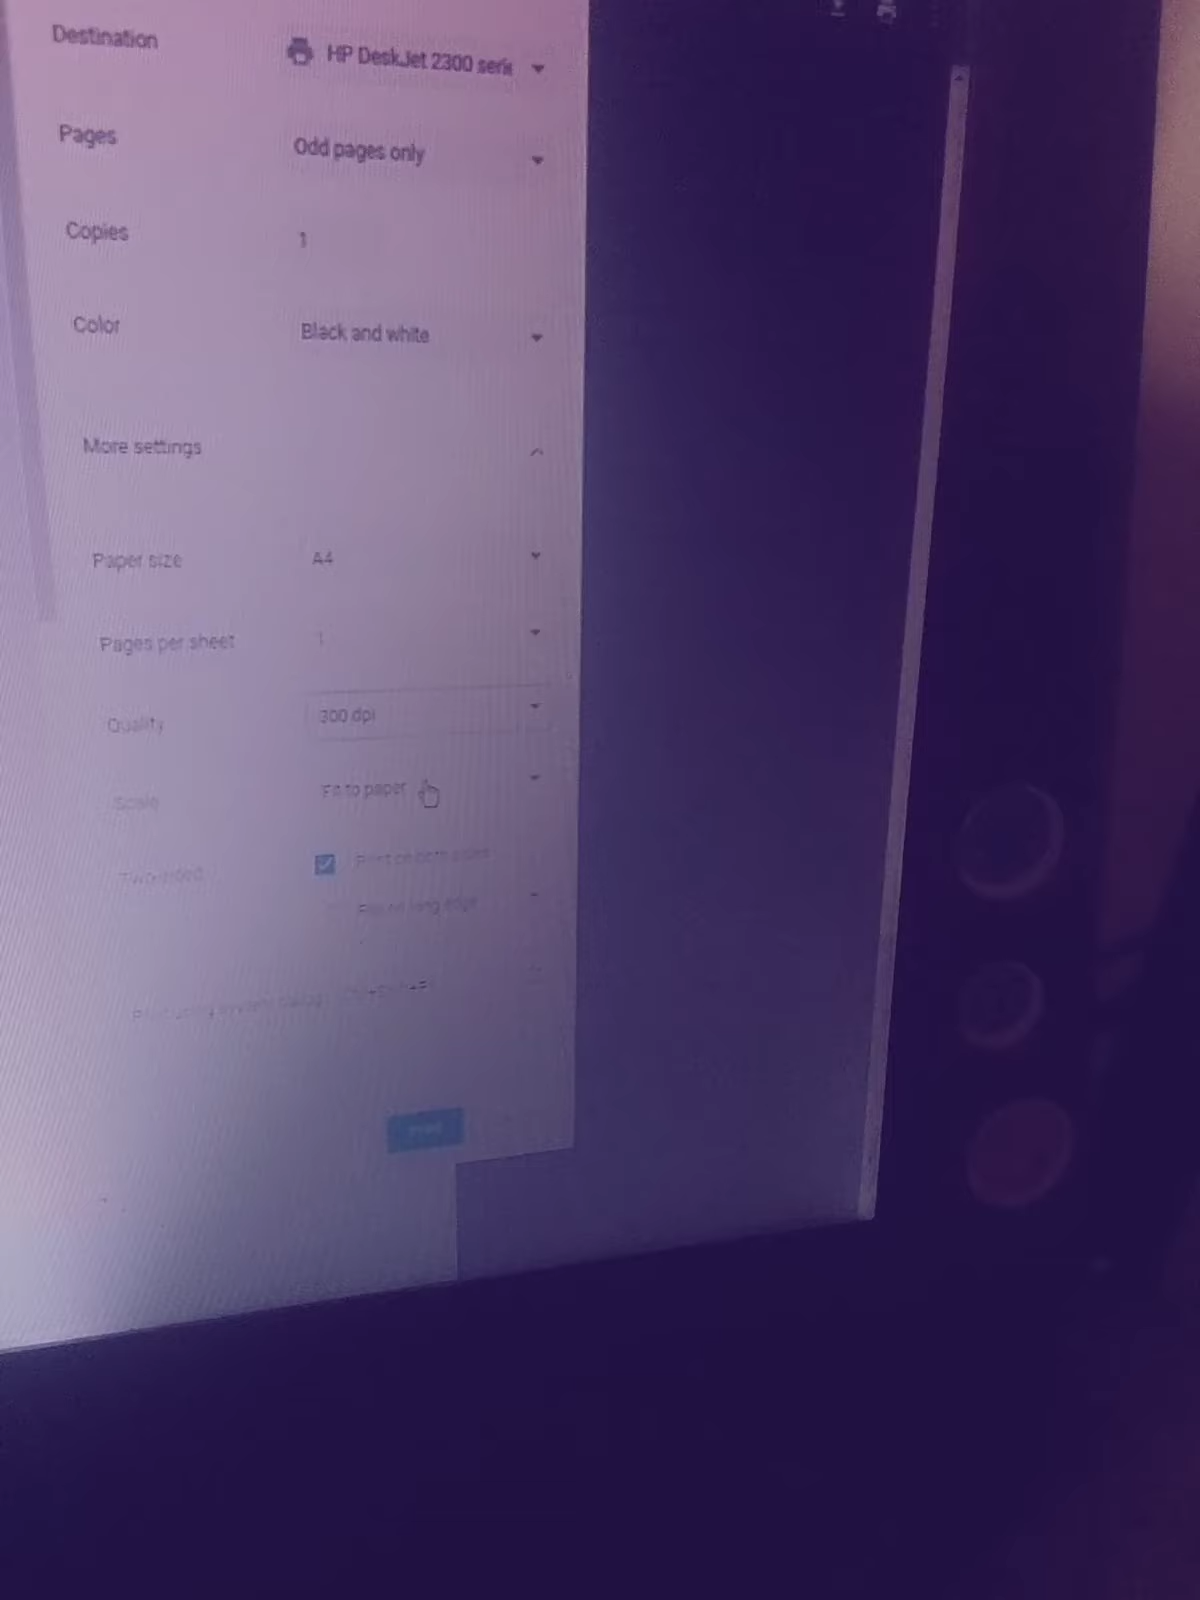 Destination
HP DeskJet 2300 serie
Pages
Odd pages only
Copies
1
Color
Black and white
More settings
Paper size
A4
Pages per sheet
1
Quality
300 dpi
Scale
Fit to paper
Two-sided
Print on both sides
Flip on long edge